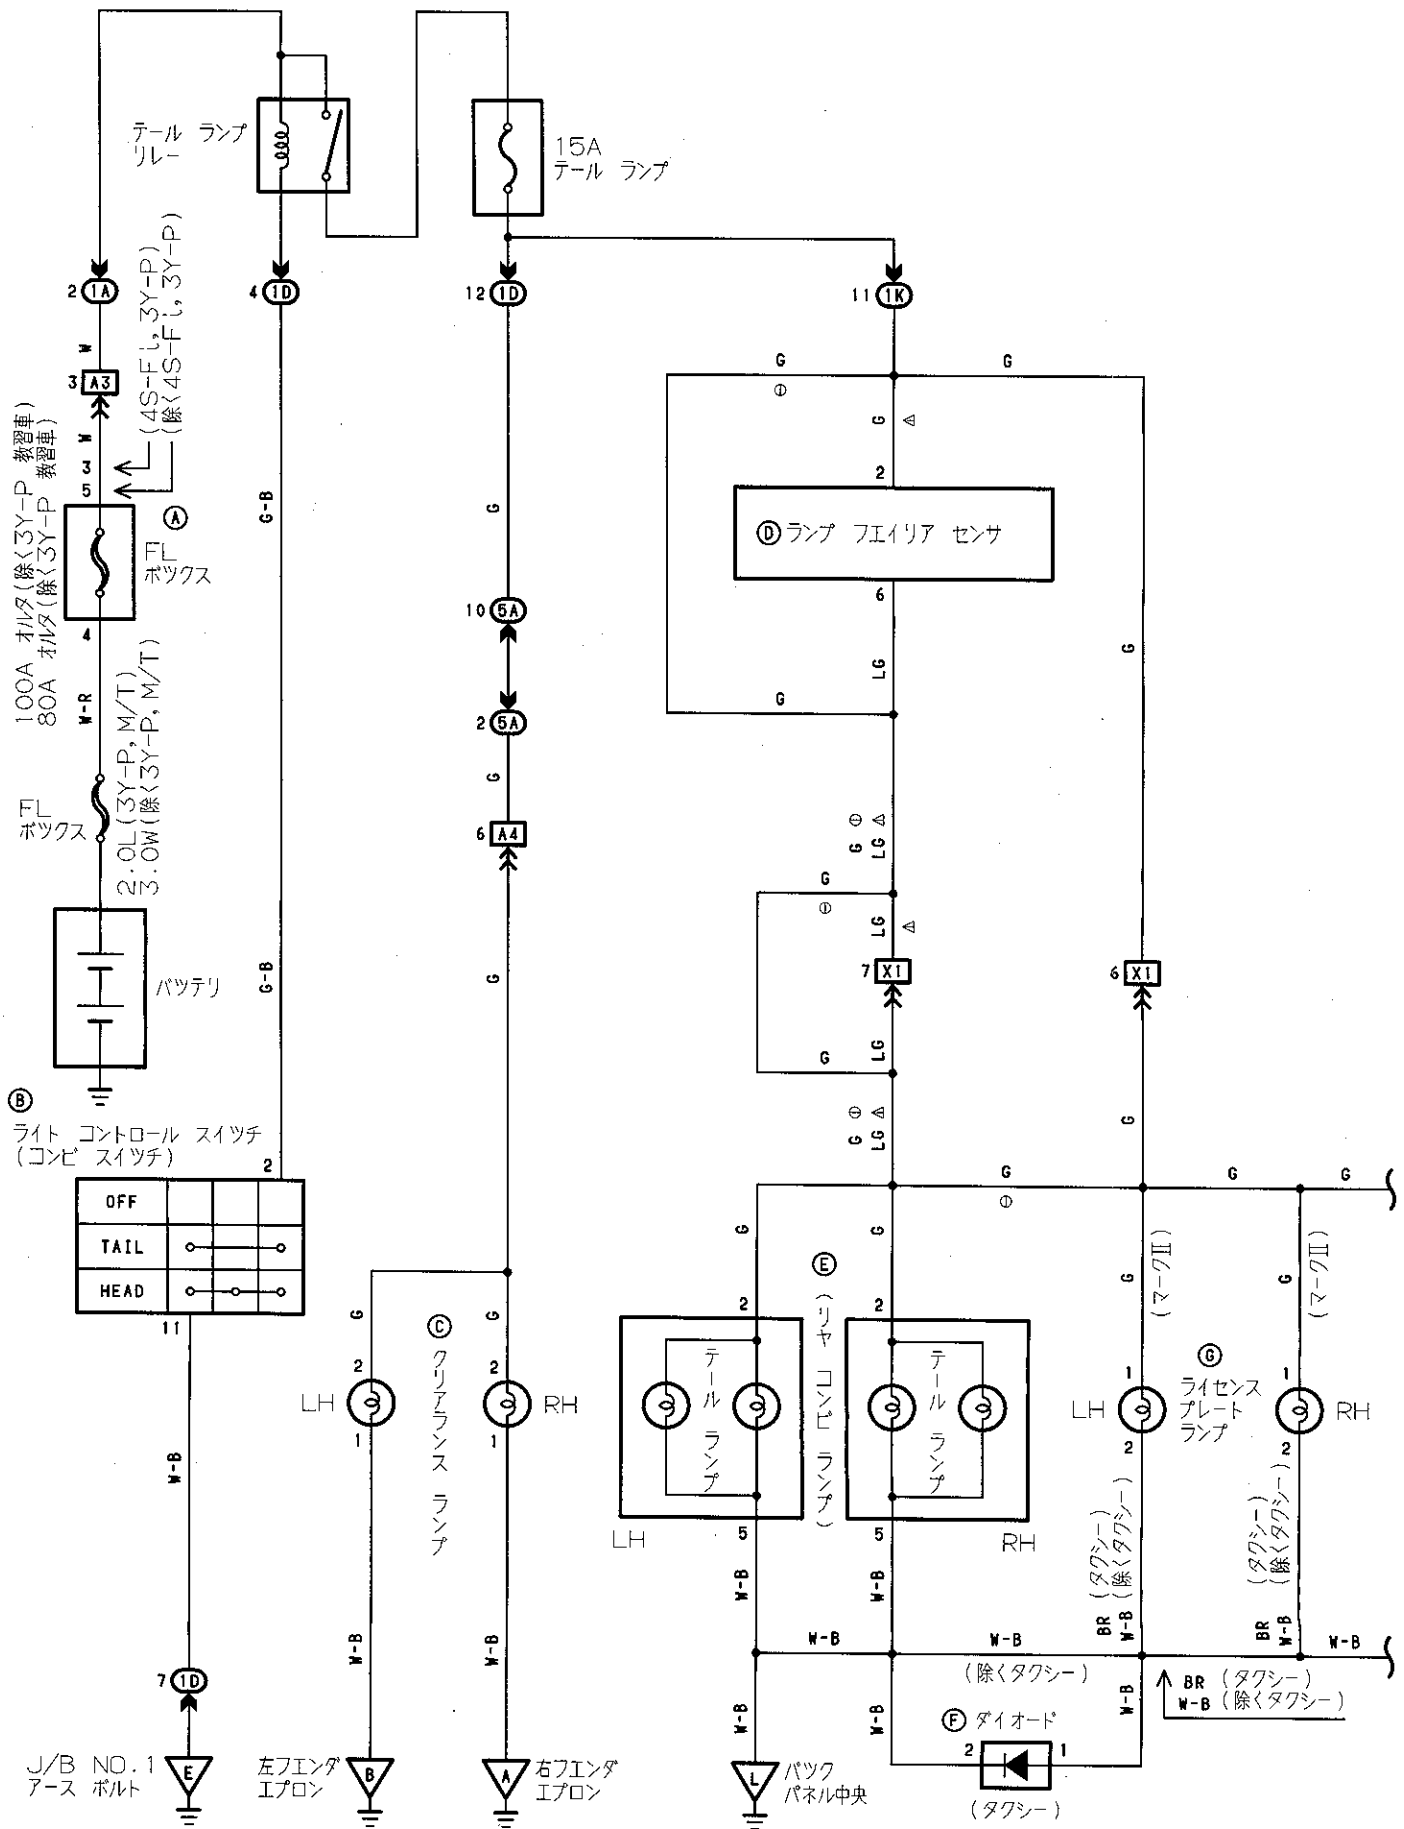 テール ランプ
リレー
15A
テール ランプ
2 1A
4 1D
12 1D
11 1K
(4S-Fi, 3Y-P)
(除く4S-Fi, 3Y-P)
W
3 A3
W
3
5
100A オルタ(除く3Y-P 教習車)
80A オルタ(除く3Y-P 教習車)
A
FL
ボックス
4
W-R
2.0L(3Y-P, M/T)
3.0W(除く3Y-P, M/T)
FL
ボックス
バッテリ
G-B
G-B
G
10 5A
2 5A
G
6 A4
G
G
G
G
2
D ランプ フエイリア センサ
6
LG
G
G
G
LG
G
LG
7 X1
6 X1
G
LG
G
LG
G
B
ライト コントロール スイッチ
(コンビ スイッチ)
2
OFF
TAIL
HEAD
11
W-B
7 1D
J/B NO.1
アース ボルト
E
G
G
C
クリアランス ランプ
2
2
LH
RH
1
1
W-B
W-B
左フエンダ
エプロン
B
A
右フエンダ
エプロン
G
G
G
G
G
E
(リヤ コンビ ランプ)
2
2
テール ランプ
テール ランプ
5
5
LH
RH
W-B
W-B
G
(マークII)
G
(マークII)
G
ライセンス
プレート
ランプ
1
1
LH
RH
2
2
(タクシー)
(除くタクシー)
(タクシー)
(除くタクシー)
BR
W-B
BR
W-B
W-B
W-B
(除くタクシー)
W-B
BR (タクシー)
W-B (除くタクシー)
W-B
W-B
W-B
L
バック
パネル中央
F ダイオード
2
1
(タクシー)